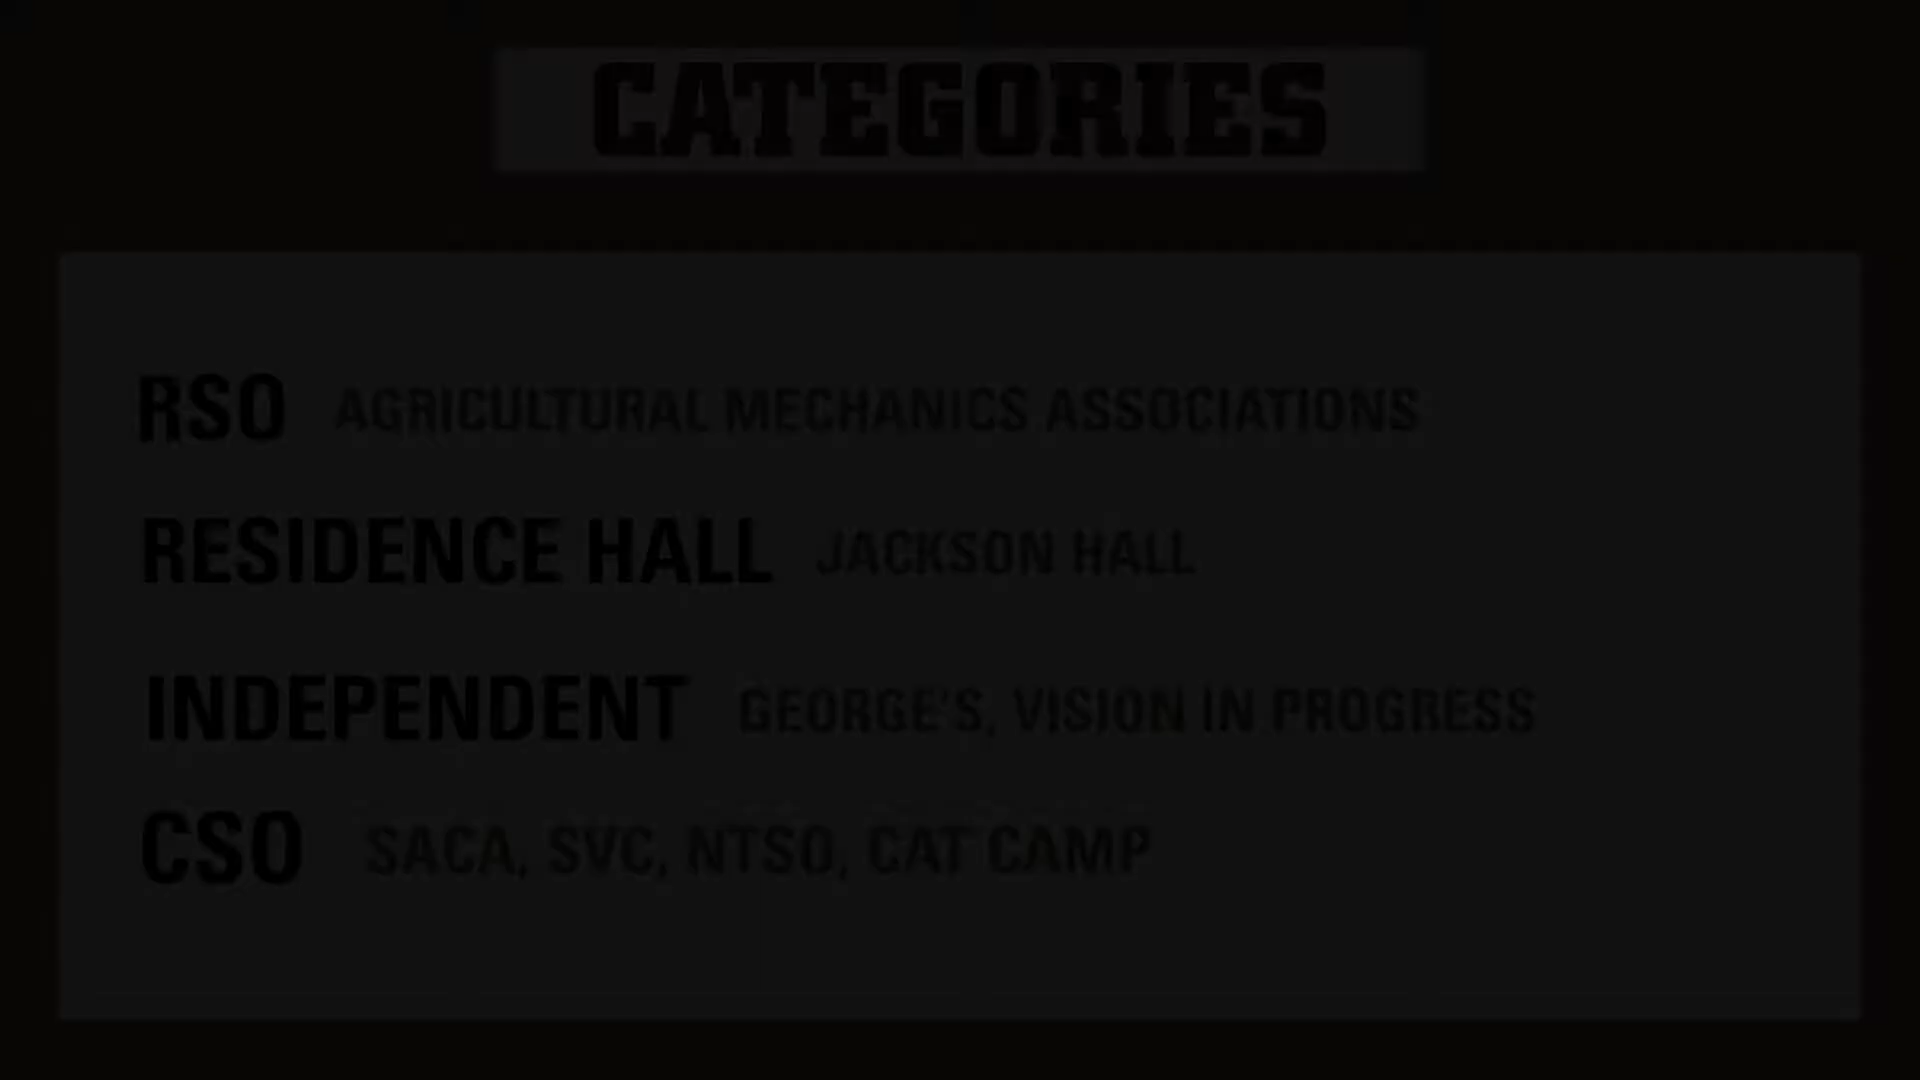 CATEGORIES
RSO AGRICULTURAL MECHANICS ASSOCIATIONS
RESIDENCE HALL JACKSON HALL
INDEPENDENT GEORGE'S, VISION IN PROGRESS
CSO SACA, SVC, NTSO, CAT CAMP